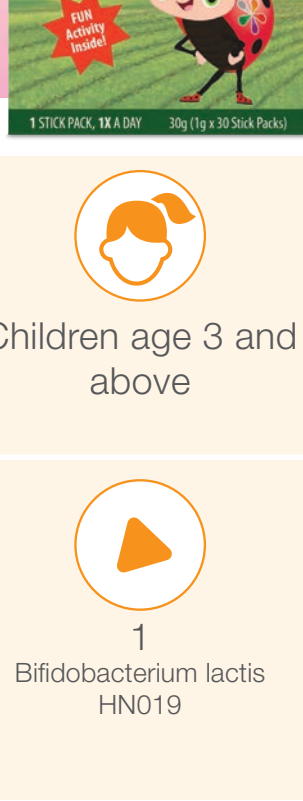 FUN
Activity
Inside!
1 STICK PACK, 1X A DAY 30g (1g x 30 Stick Packs)
Children age 3 and
above
1
Bifidobacterium lactis
HN019